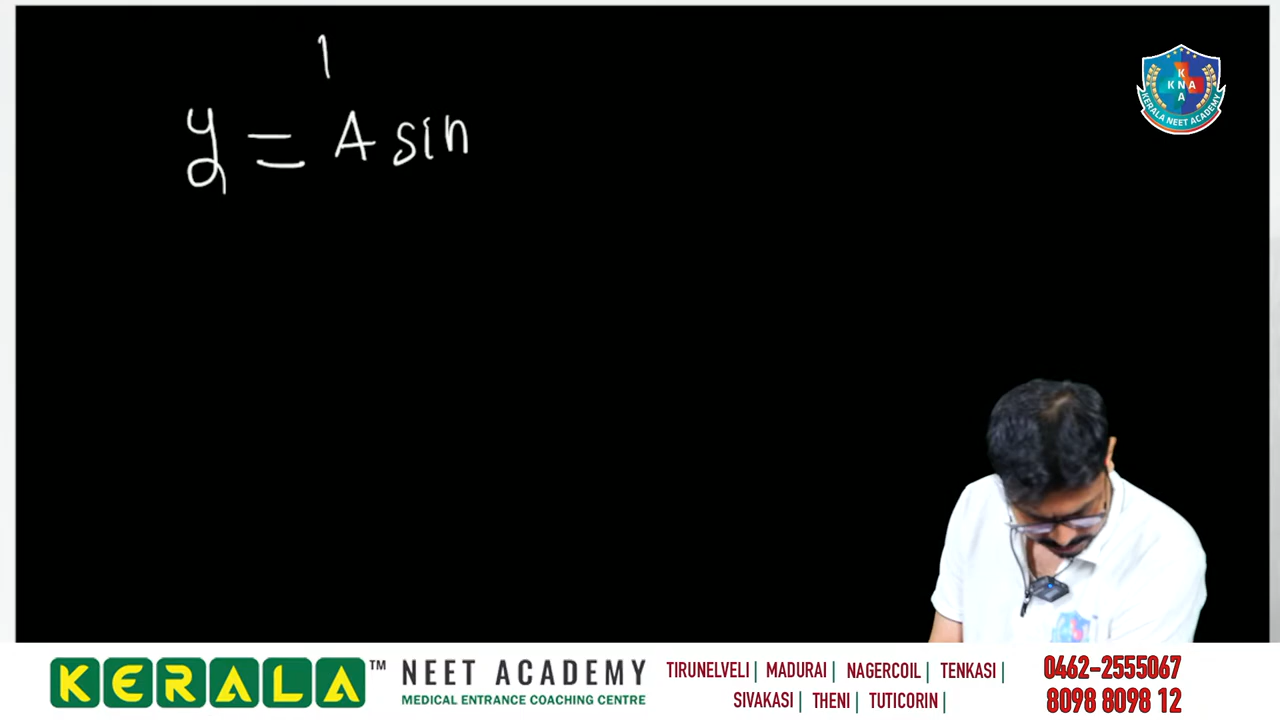 1
y = A sin
K
K N A
A
KERALA NEET ACADEMY
KERALA™ NEET ACADEMY
MEDICAL ENTRANCE COACHING CENTRE
TIRUNELVELI | MADURAI | NAGERCOIL | TENKASI |
SIVAKASI | THENI | TUTICORIN |
0462-2555067
8098 8098 12